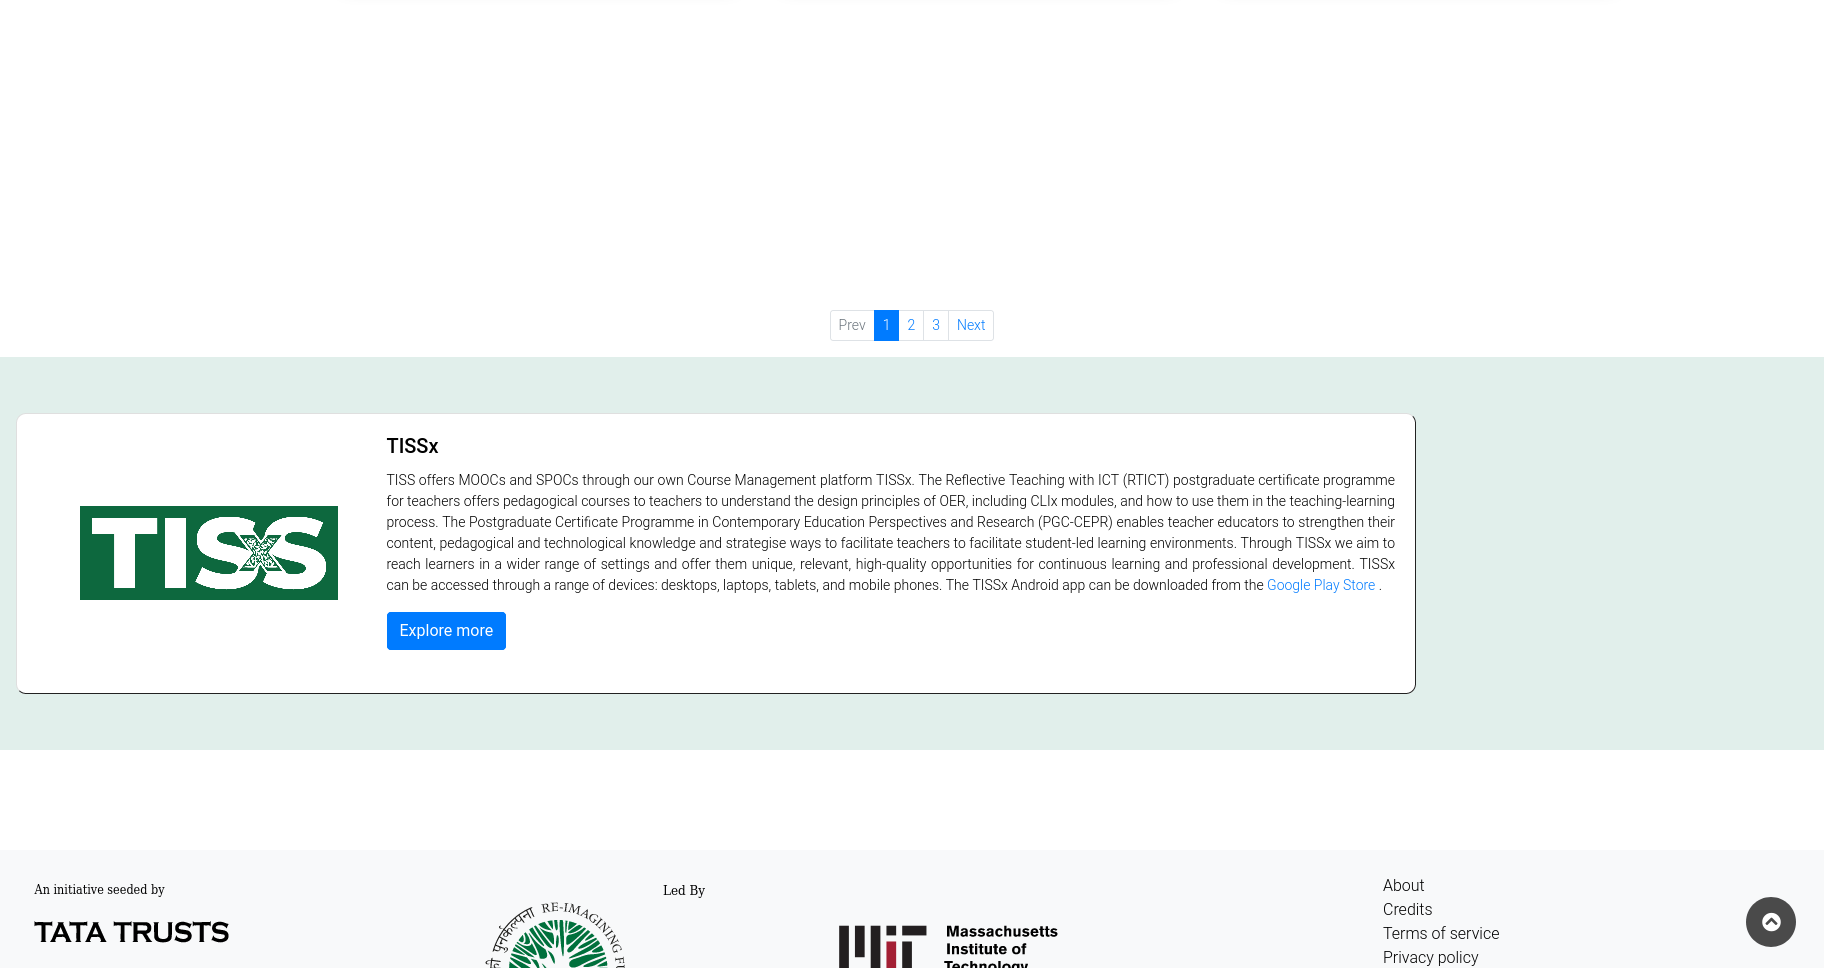 Prev 1 2 3 Next
TISSx
TISS offers MOOCs and SPOCs through our own Course Management platform TISSx. The Reflective Teaching with ICT (RTICT) postgraduate certificate programme
for teachers offers pedagogical courses to teachers to understand the design principles of OER, including CLIx modules, and how to use them in the teaching-learning
process. The Postgraduate Certificate Programme in Contemporary Education Perspectives and Research (PGC-CEPR) enables teacher educators to strengthen their
content, pedagogical and technological knowledge and strategise ways to facilitate teachers to facilitate student-led learning environments. Through TISSx we aim to
reach learners in a wider range of settings and offer them unique, relevant, high-quality opportunities for continuous learning and professional development. TISSx
can be accessed through a range of devices: desktops, laptops, tablets, and mobile phones. The TISSx Android app can be downloaded from the Google Play Store .
TISS
x
Explore more
An initiative seeded by
TATA TRUSTS
Led By
पुनर्कल्पना RE-IMAGINING
Massachusetts
Institute of
Technology
MIT
About
Credits
Terms of service
Privacy policy